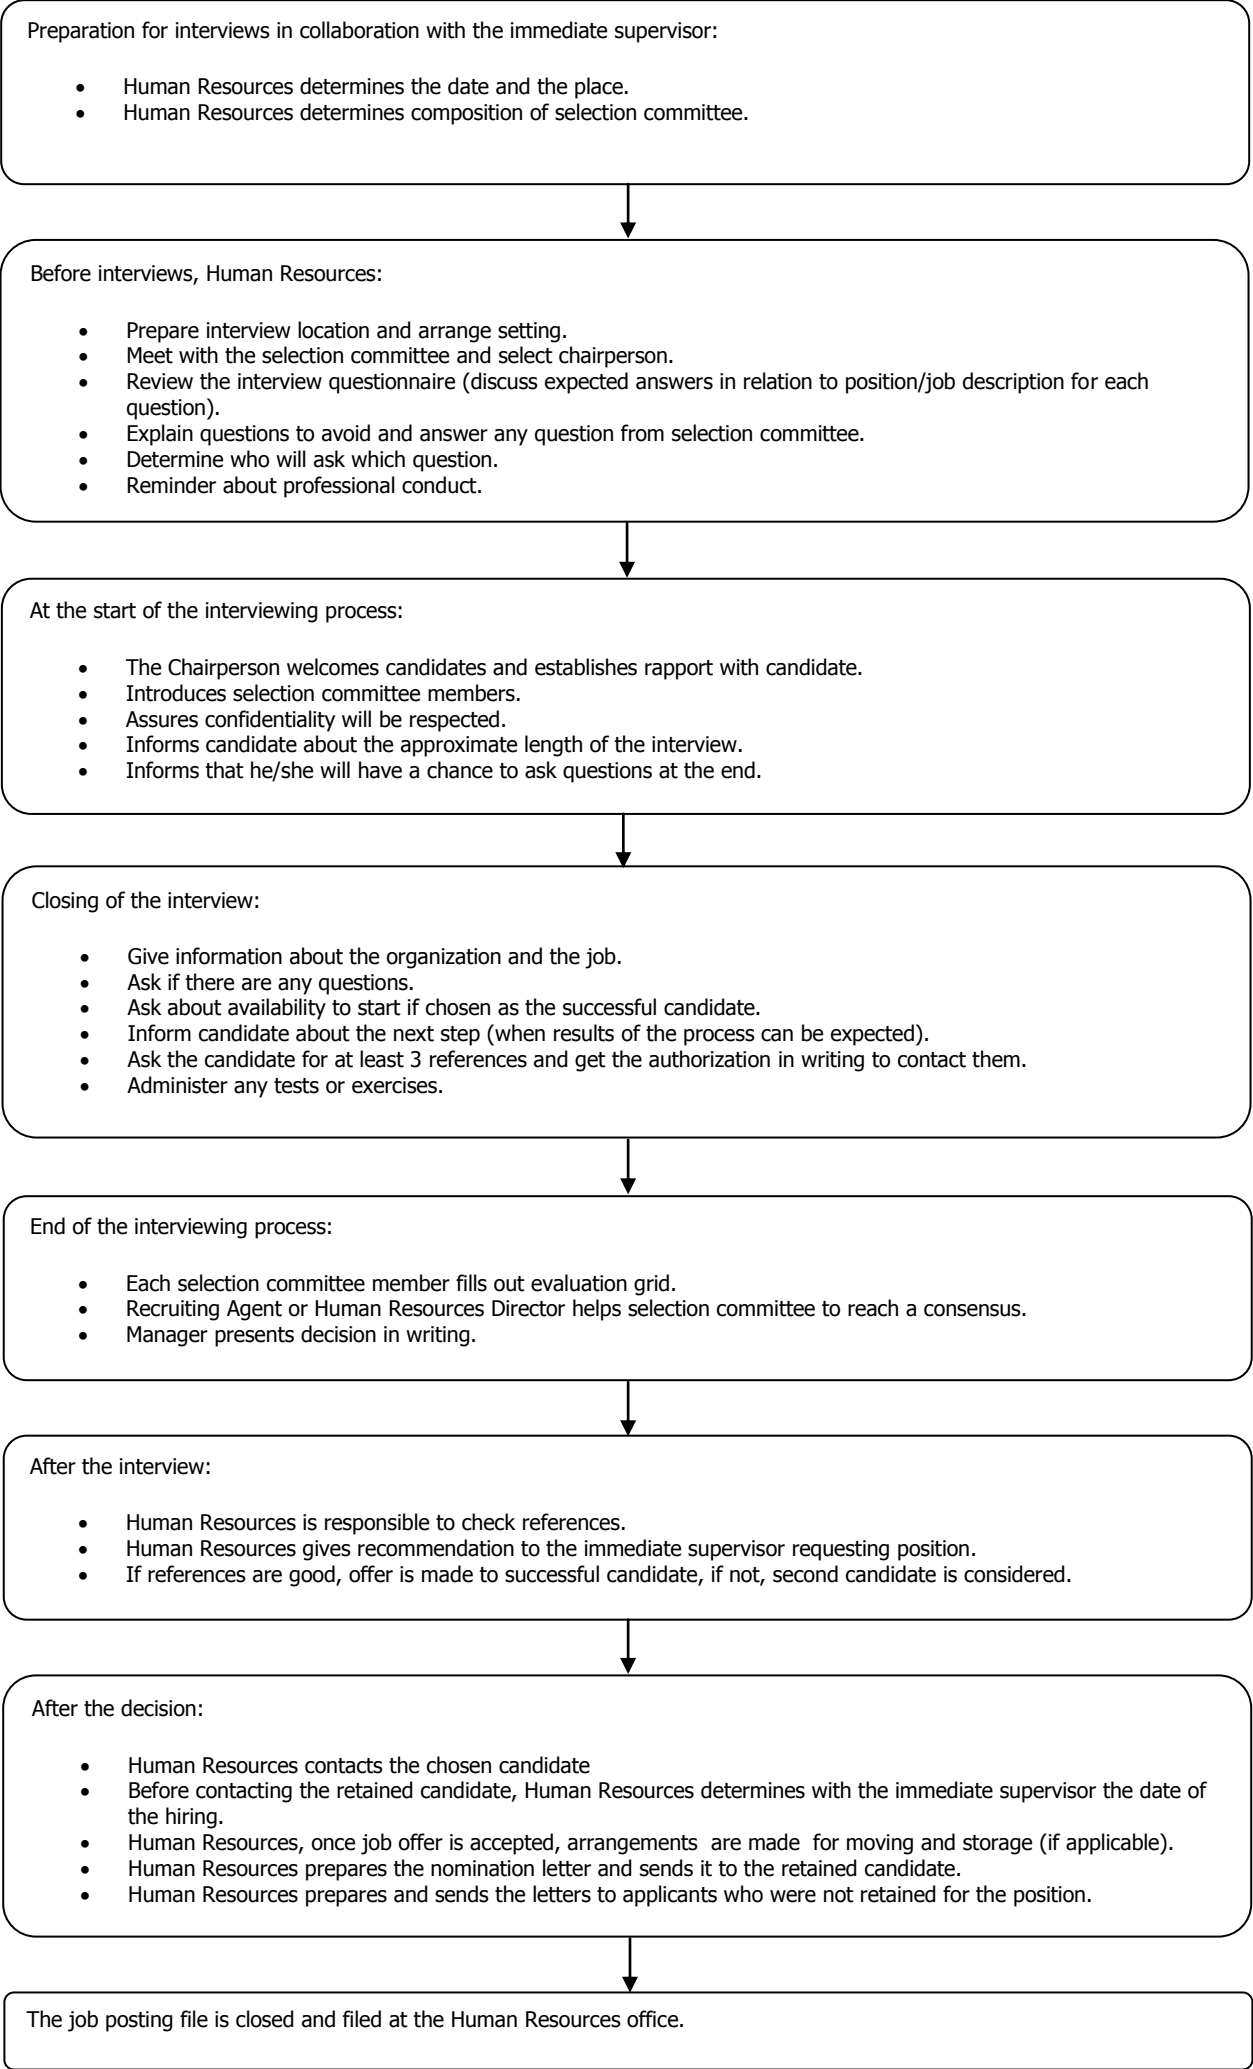 Preparation for interviews in collaboration with the immediate supervisor:
• Human Resources determines the date and the place.
• Human Resources determines composition of selection committee.
Before interviews, Human Resources:
• Prepare interview location and arrange setting.
• Meet with the selection committee and select chairperson.
• Review the interview questionnaire (discuss expected answers in relation to position/job description for each
question).
• Explain questions to avoid and answer any question from selection committee.
• Determine who will ask which question.
• Reminder about professional conduct.
At the start of the interviewing process:
• The Chairperson welcomes candidates and establishes rapport with candidate.
• Introduces selection committee members.
• Assures confidentiality will be respected.
• Informs candidate about the approximate length of the interview.
• Informs that he/she will have a chance to ask questions at the end.
Closing of the interview:
• Give information about the organization and the job.
• Ask if there are any questions.
• Ask about availability to start if chosen as the successful candidate.
• Inform candidate about the next step (when results of the process can be expected).
• Ask the candidate for at least 3 references and get the authorization in writing to contact them.
• Administer any tests or exercises.
End of the interviewing process:
• Each selection committee member fills out evaluation grid.
• Recruiting Agent or Human Resources Director helps selection committee to reach a consensus.
• Manager presents decision in writing.
After the interview:
• Human Resources is responsible to check references.
• Human Resources gives recommendation to the immediate supervisor requesting position.
• If references are good, offer is made to successful candidate, if not, second candidate is considered.
After the decision:
• Human Resources contacts the chosen candidate
• Before contacting the retained candidate, Human Resources determines with the immediate supervisor the date of
the hiring.
• Human Resources, once job offer is accepted, arrangements are made for moving and storage (if applicable).
• Human Resources prepares the nomination letter and sends it to the retained candidate.
• Human Resources prepares and sends the letters to applicants who were not retained for the position.
The job posting file is closed and filed at the Human Resources office.